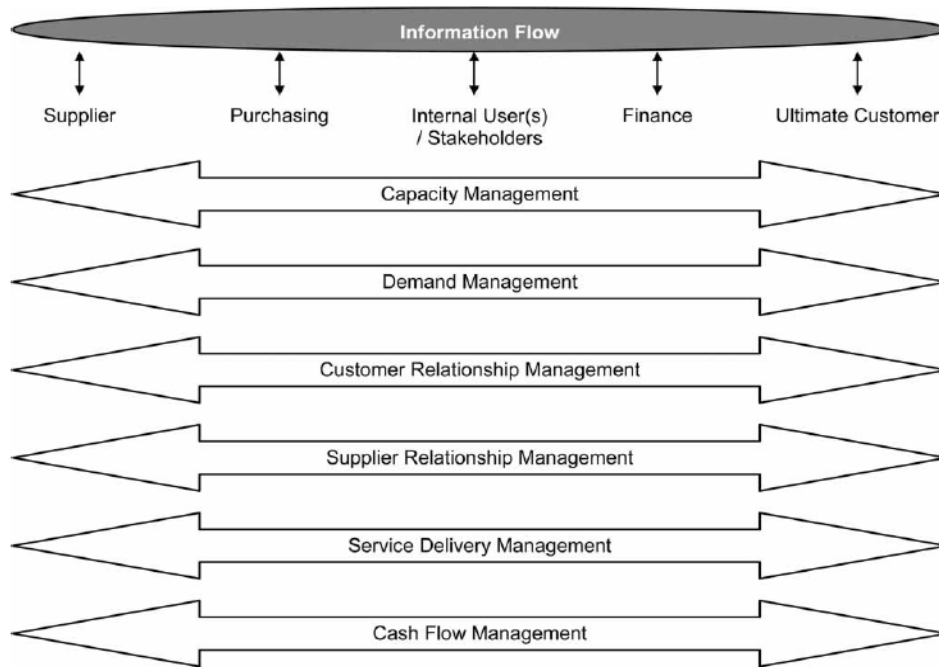 Information Flow
Supplier
Purchasing
Internal User(s)
/ Stakeholders
Finance
Ultimate Customer
Capacity Management
Demand Management
Customer Relationship Management
Supplier Relationship Management
Service Delivery Management
Cash Flow Management